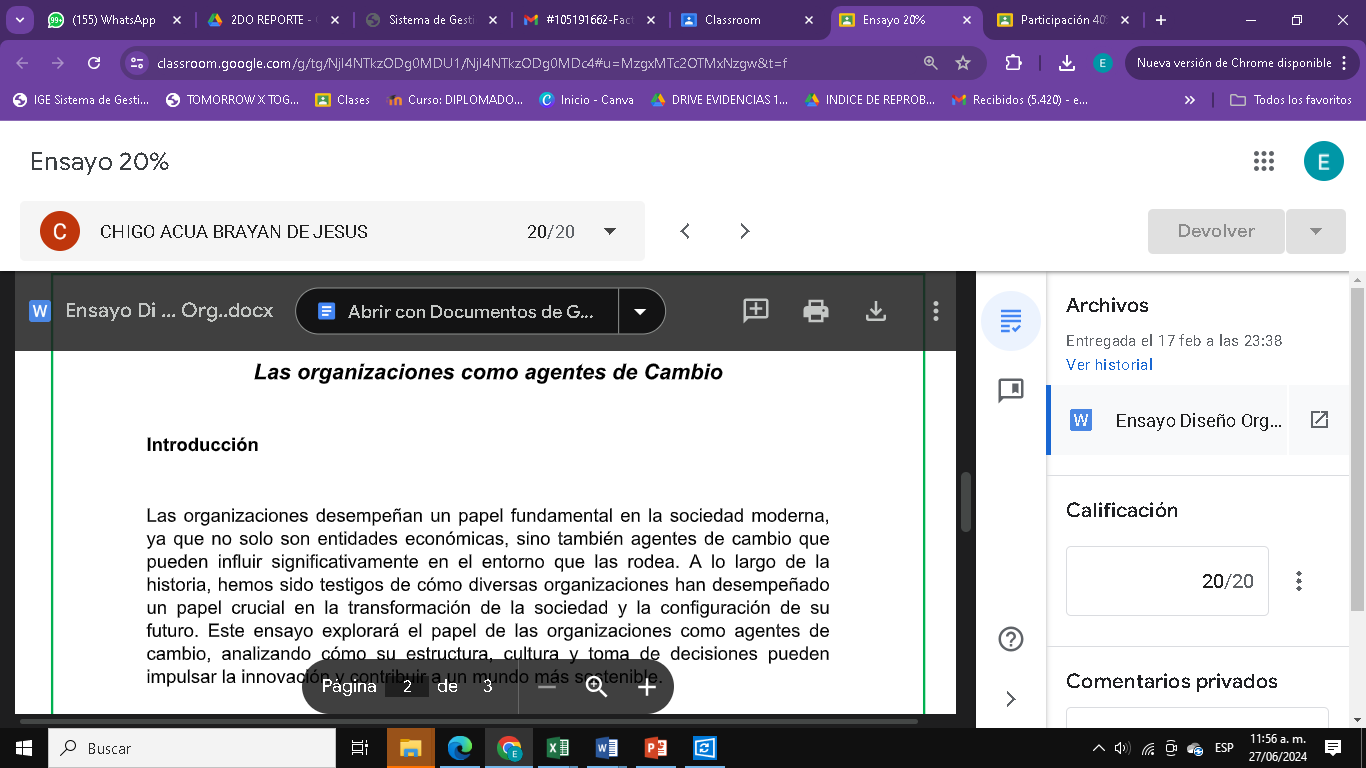 (155) WhatsApp
2DO REPORTE -
Sistema de Gesti
#105191662-Fact
Classroom
Ensayo 20%
Participación 40%
classroom.google.com/g/tg/NjI4NTkzODg0MDU1/NjI4NTkzODg0MDc4#u=MzgxMTc2OTMxNzgw&t=f
E
Nueva versión de Chrome disponible
IGE Sistema de Gesti...
TOMORROW X TOG...
Clases
Curso: DIPLOMADO...
Inicio - Canva
DRIVE EVIDENCIAS 1...
INDICE DE REPROB...
Recibidos (5.420) - e...
»
Todos los favoritos
Ensayo 20%
E
C
CHIGO ACUA BRAYAN DE JESUS
20/20
Devolver
W
Ensayo Di ... Org..docx
Abrir con Documentos de G...
Las organizaciones como agentes de Cambio
Introducción
Las organizaciones desempeñan un papel fundamental en la sociedad moderna,
ya que no solo son entidades económicas, sino también agentes de cambio que
pueden influir significativamente en el entorno que las rodea. A lo largo de la
historia, hemos sido testigos de cómo diversas organizaciones han desempeñado
un papel crucial en la transformación de la sociedad y la configuración de su
futuro. Este ensayo explorará el papel de las organizaciones como agentes de
cambio, analizando cómo su estructura, cultura y toma de decisiones pueden
impulsar la innovación y contribuir a un mundo más sostenible.
Página 2 de 3
Archivos
Entregada el 17 feb a las 23:38
Ver historial
W
Ensayo Diseño Org...
Calificación
20/20
Comentarios privados
Buscar
ESP
11:56 a. m.
27/06/2024